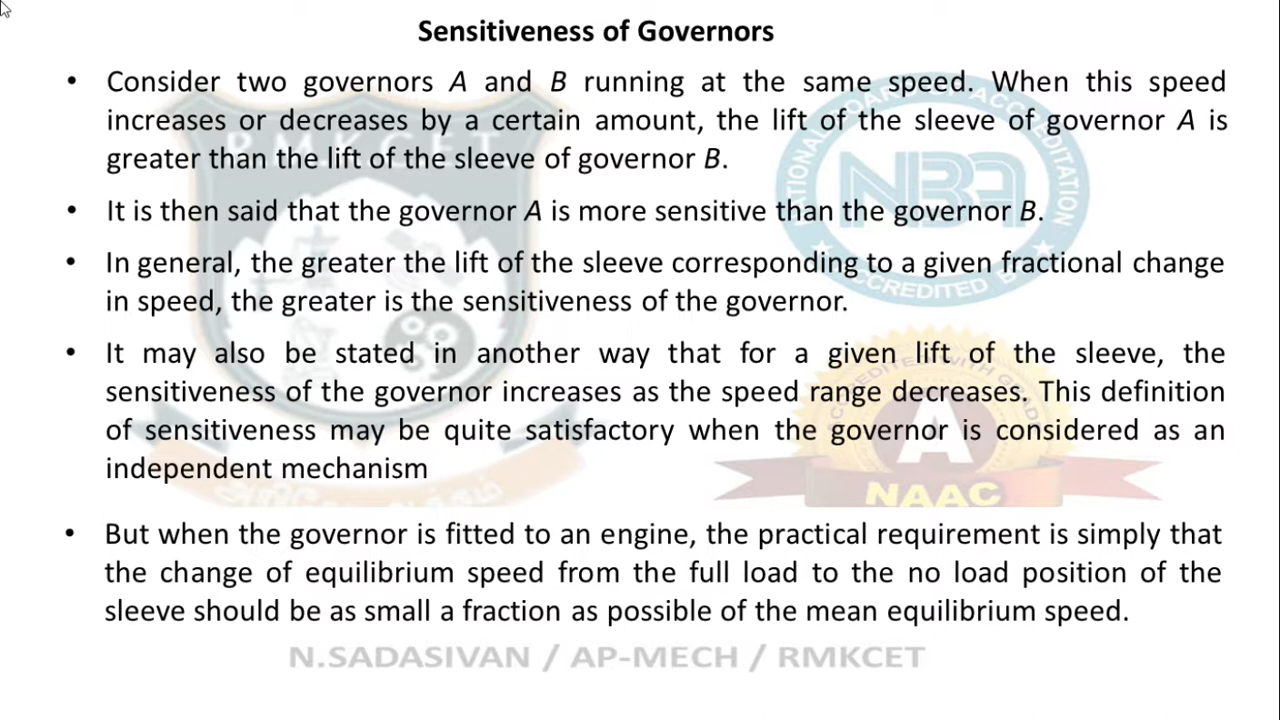 Sensitiveness of Governors
• Consider two governors A and B running at the same speed. When this speed
increases or decreases by a certain amount, the lift of the sleeve of governor A is
greater than the lift of the sleeve of governor B.
• It is then said that the governor A is more sensitive than the governor B.
• In general, the greater the lift of the sleeve corresponding to a given fractional change
in speed, the greater is the sensitiveness of the governor.
• It may also be stated in another way that for a given lift of the sleeve, the
sensitiveness of the governor increases as the speed range decreases. This definition
of sensitiveness may be quite satisfactory when the governor is considered as an
independent mechanism
• But when the governor is fitted to an engine, the practical requirement is simply that
the change of equilibrium speed from the full load to the no load position of the
sleeve should be as small a fraction as possible of the mean equilibrium speed.
N.SADASIVAN / AP-MECH / RMKCET
RMKCET
NBA
A
NAAC